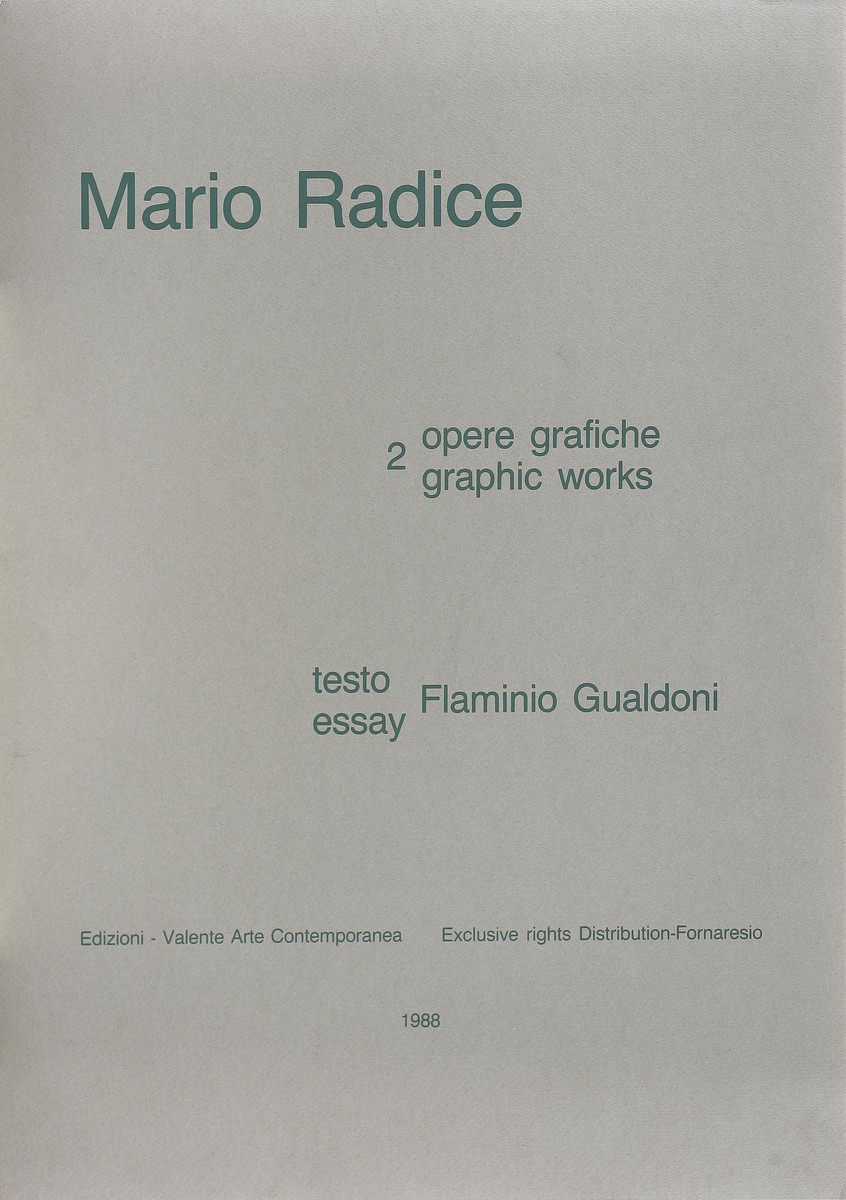 Mario Radice
2 opere grafiche
graphic works
testo
essay
Flaminio Gualdoni
Edizioni - Valente Arte Contemporanea
Exclusive rights Distribution-Fornaresio
1988